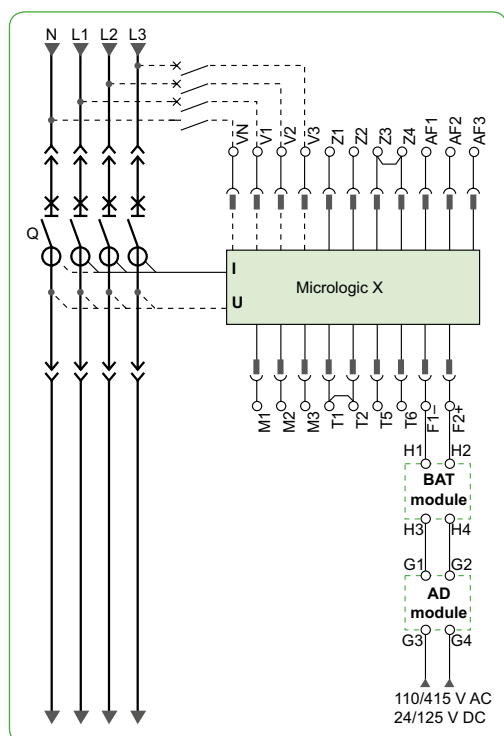 N L1 L2 L3
VN V1 V2 V3 Z1 Z2 Z3 Z4 AF1 AF2 AF3
Q
I
Micrologic X
U
M1 M2 M3 T1 T2 T5 T6 F1– F2+
H1 H2
BAT
module
H3 H4
G1 G2
AD
module
G3 G4
110/415 V AC
24/125 V DC